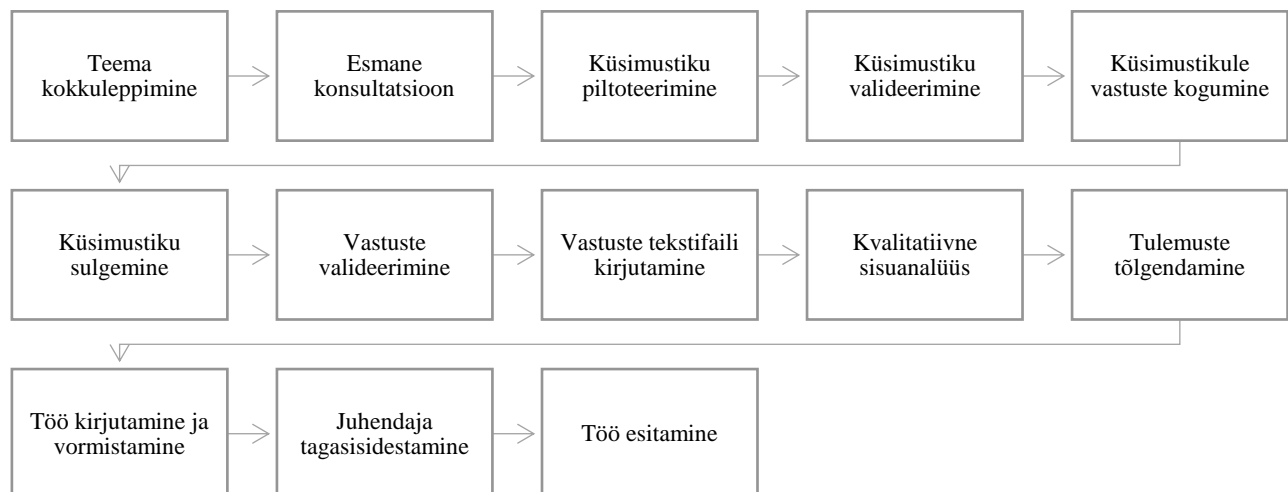 Teema
kokkuleppimine
Esmane
konsultatsioon
Küsimustiku
piltoteerimine
Küsimustiku
valideerimine
Küsimustikule
vastuste kogumine
Küsimustiku
sulgemine
Vastuste
valideerimine
Vastuste tekstifaili
kirjutamine
Kvalitatiivne
sisuanalüüs
Tulemuste
tõlgendamine
Töö kirjutamine ja
vormistamine
Juhendaja
tagasisidestamine
Töö esitamine